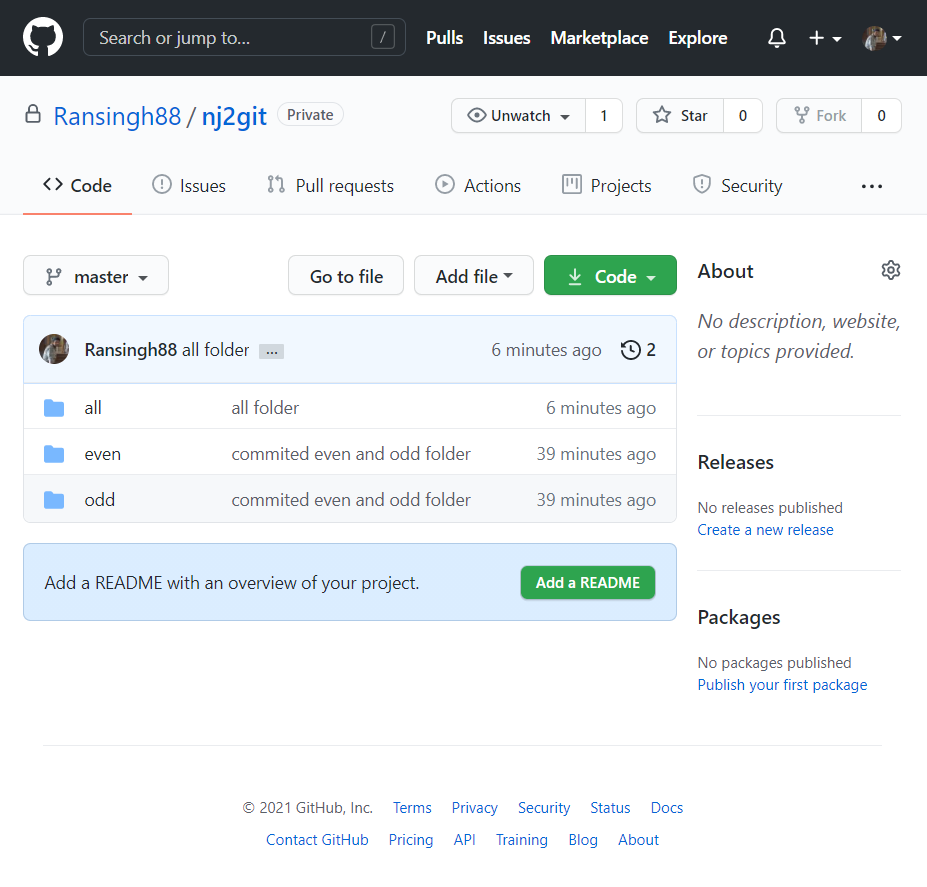 Search or jump to... /
Pulls Issues Marketplace Explore
Ransingh88 / nj2git Private
Unwatch 1 Star 0 Fork 0
Code Issues Pull requests Actions Projects Security ...
master Go to file Add file Code
Ransingh88 all folder ... 6 minutes ago 2
all all folder 6 minutes ago
even commited even and odd folder 39 minutes ago
odd commited even and odd folder 39 minutes ago
Add a README with an overview of your project. Add a README
About
No description, website,
or topics provided.
Releases
No releases published
Create a new release
Packages
No packages published
Publish your first package
© 2021 GitHub, Inc. Terms Privacy Security Status Docs
Contact GitHub Pricing API Training Blog About